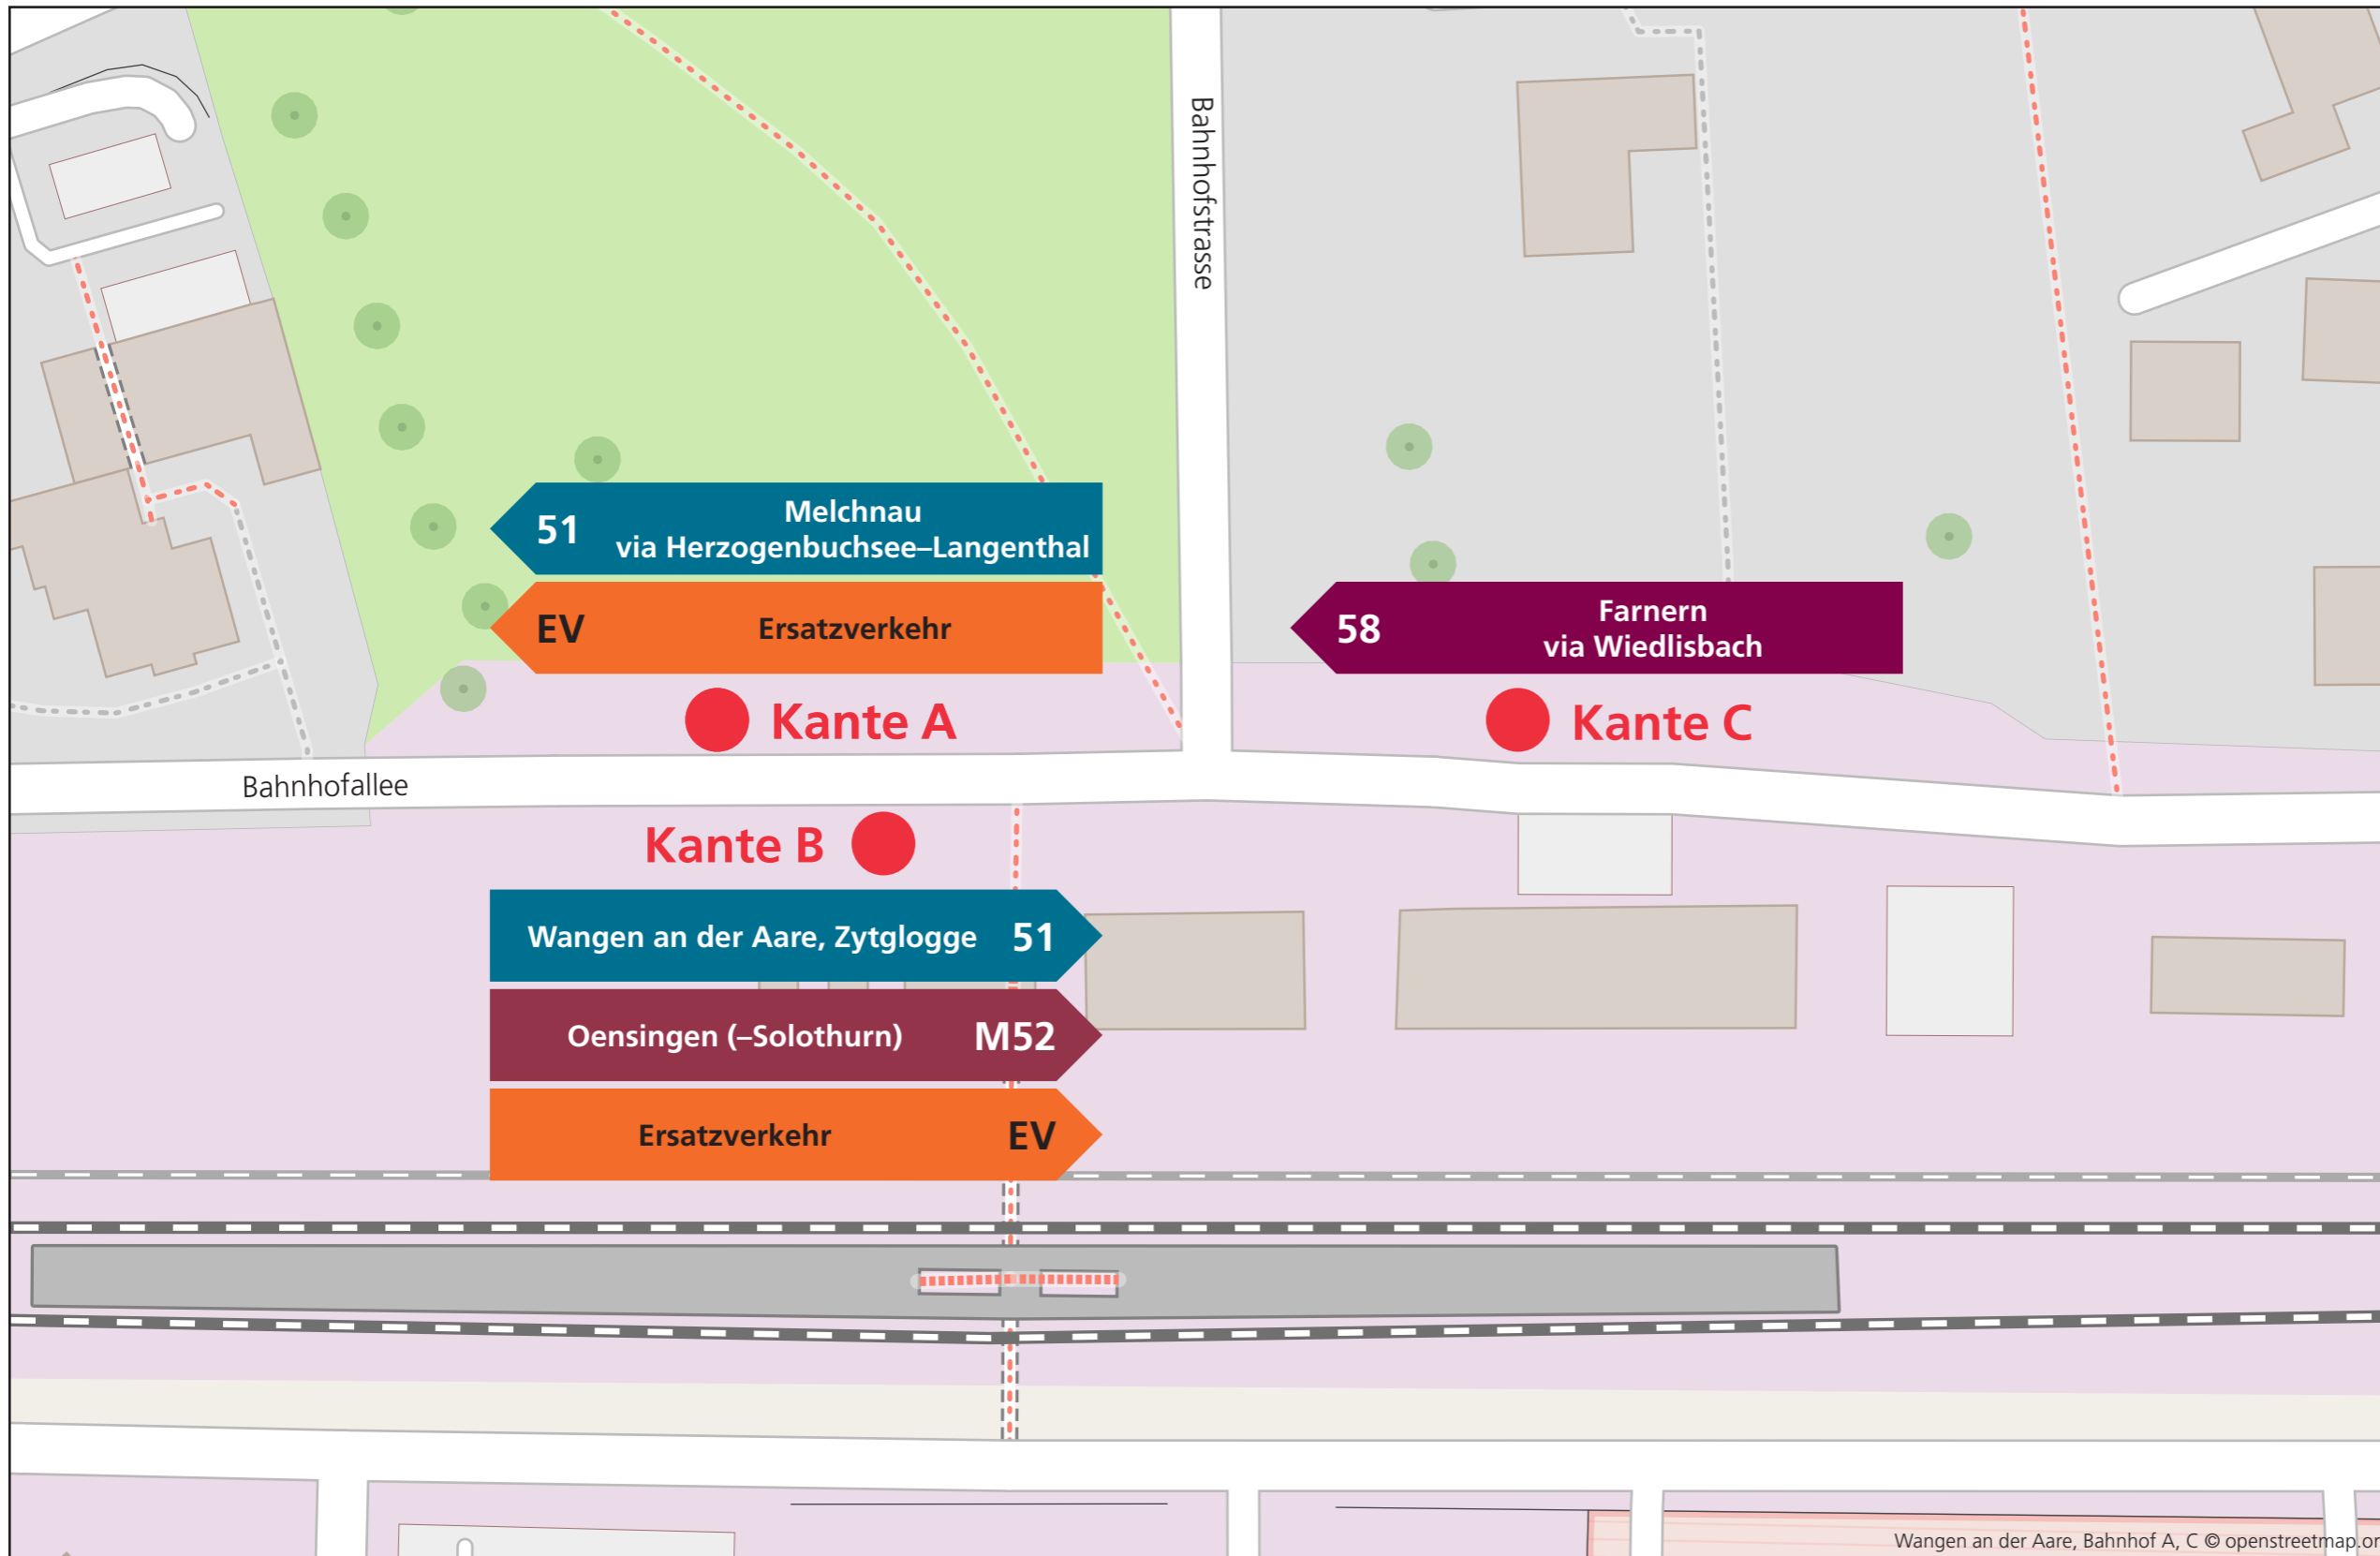 Bahnhofstrasse
51
Melchnau
via Herzogenbuchsee–Langenthal
EV
Ersatzverkehr
58
Farnern
via Wiedlisbach
Kante A
Kante C
Bahnhofallee
Kante B
Wangen an der Aare, Zytglogge
51
Oensingen (–Solothurn)
M52
Ersatzverkehr
EV
Wangen an der Aare, Bahnhof A, C © openstreetmap.or